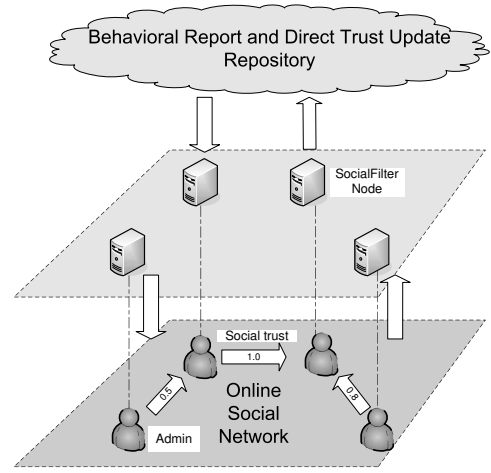 Behavioral Report and Direct Trust Update
Repository
SocialFilter
Node
Social trust
1.0
0.5
0.8
Online
Social
Network
Admin